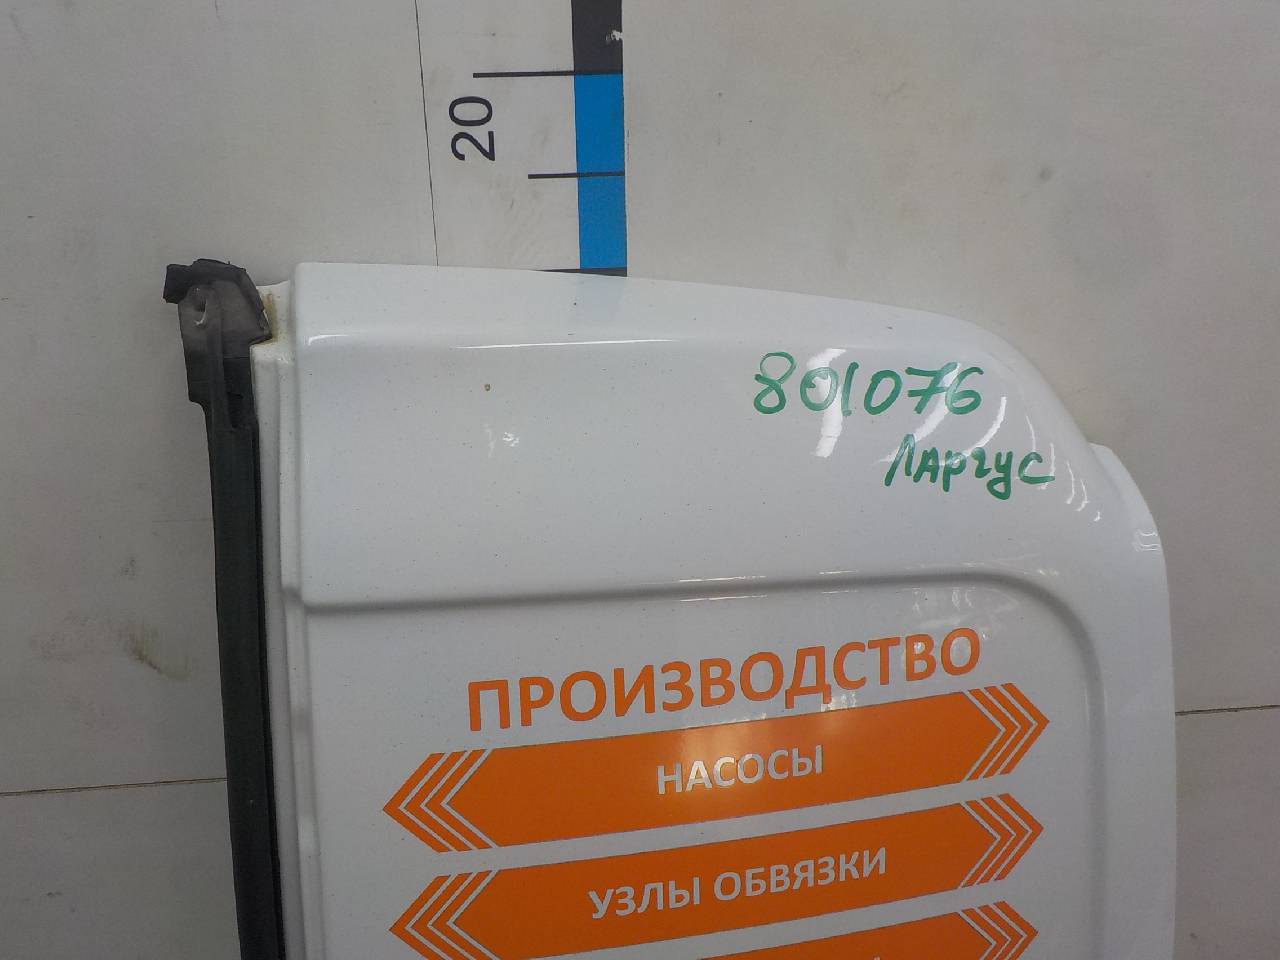 20
801076
Ларгус
ПРОИЗВОДСТВО
НАСОСЫ
УЗЛЫ ОБВЯЗКИ